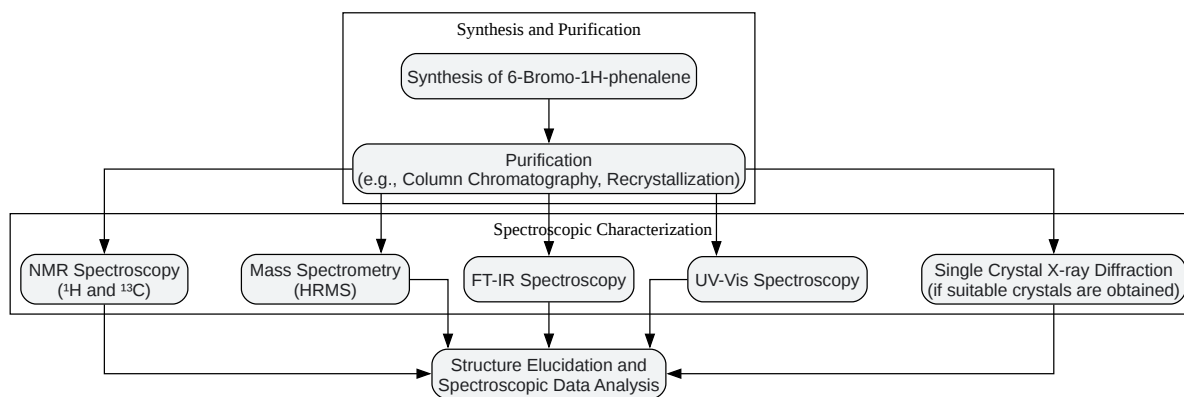 Synthesis and Purification
Synthesis of 6-Bromo-1H-phenalene
Purification
(e.g., Column Chromatography, Recrystallization)
Spectroscopic Characterization
NMR Spectroscopy
(¹H and ¹³C)
Mass Spectrometry
(HRMS)
FT-IR Spectroscopy
UV-Vis Spectroscopy
Single Crystal X-ray Diffraction
(if suitable crystals are obtained)
Structure Elucidation and
Spectroscopic Data Analysis